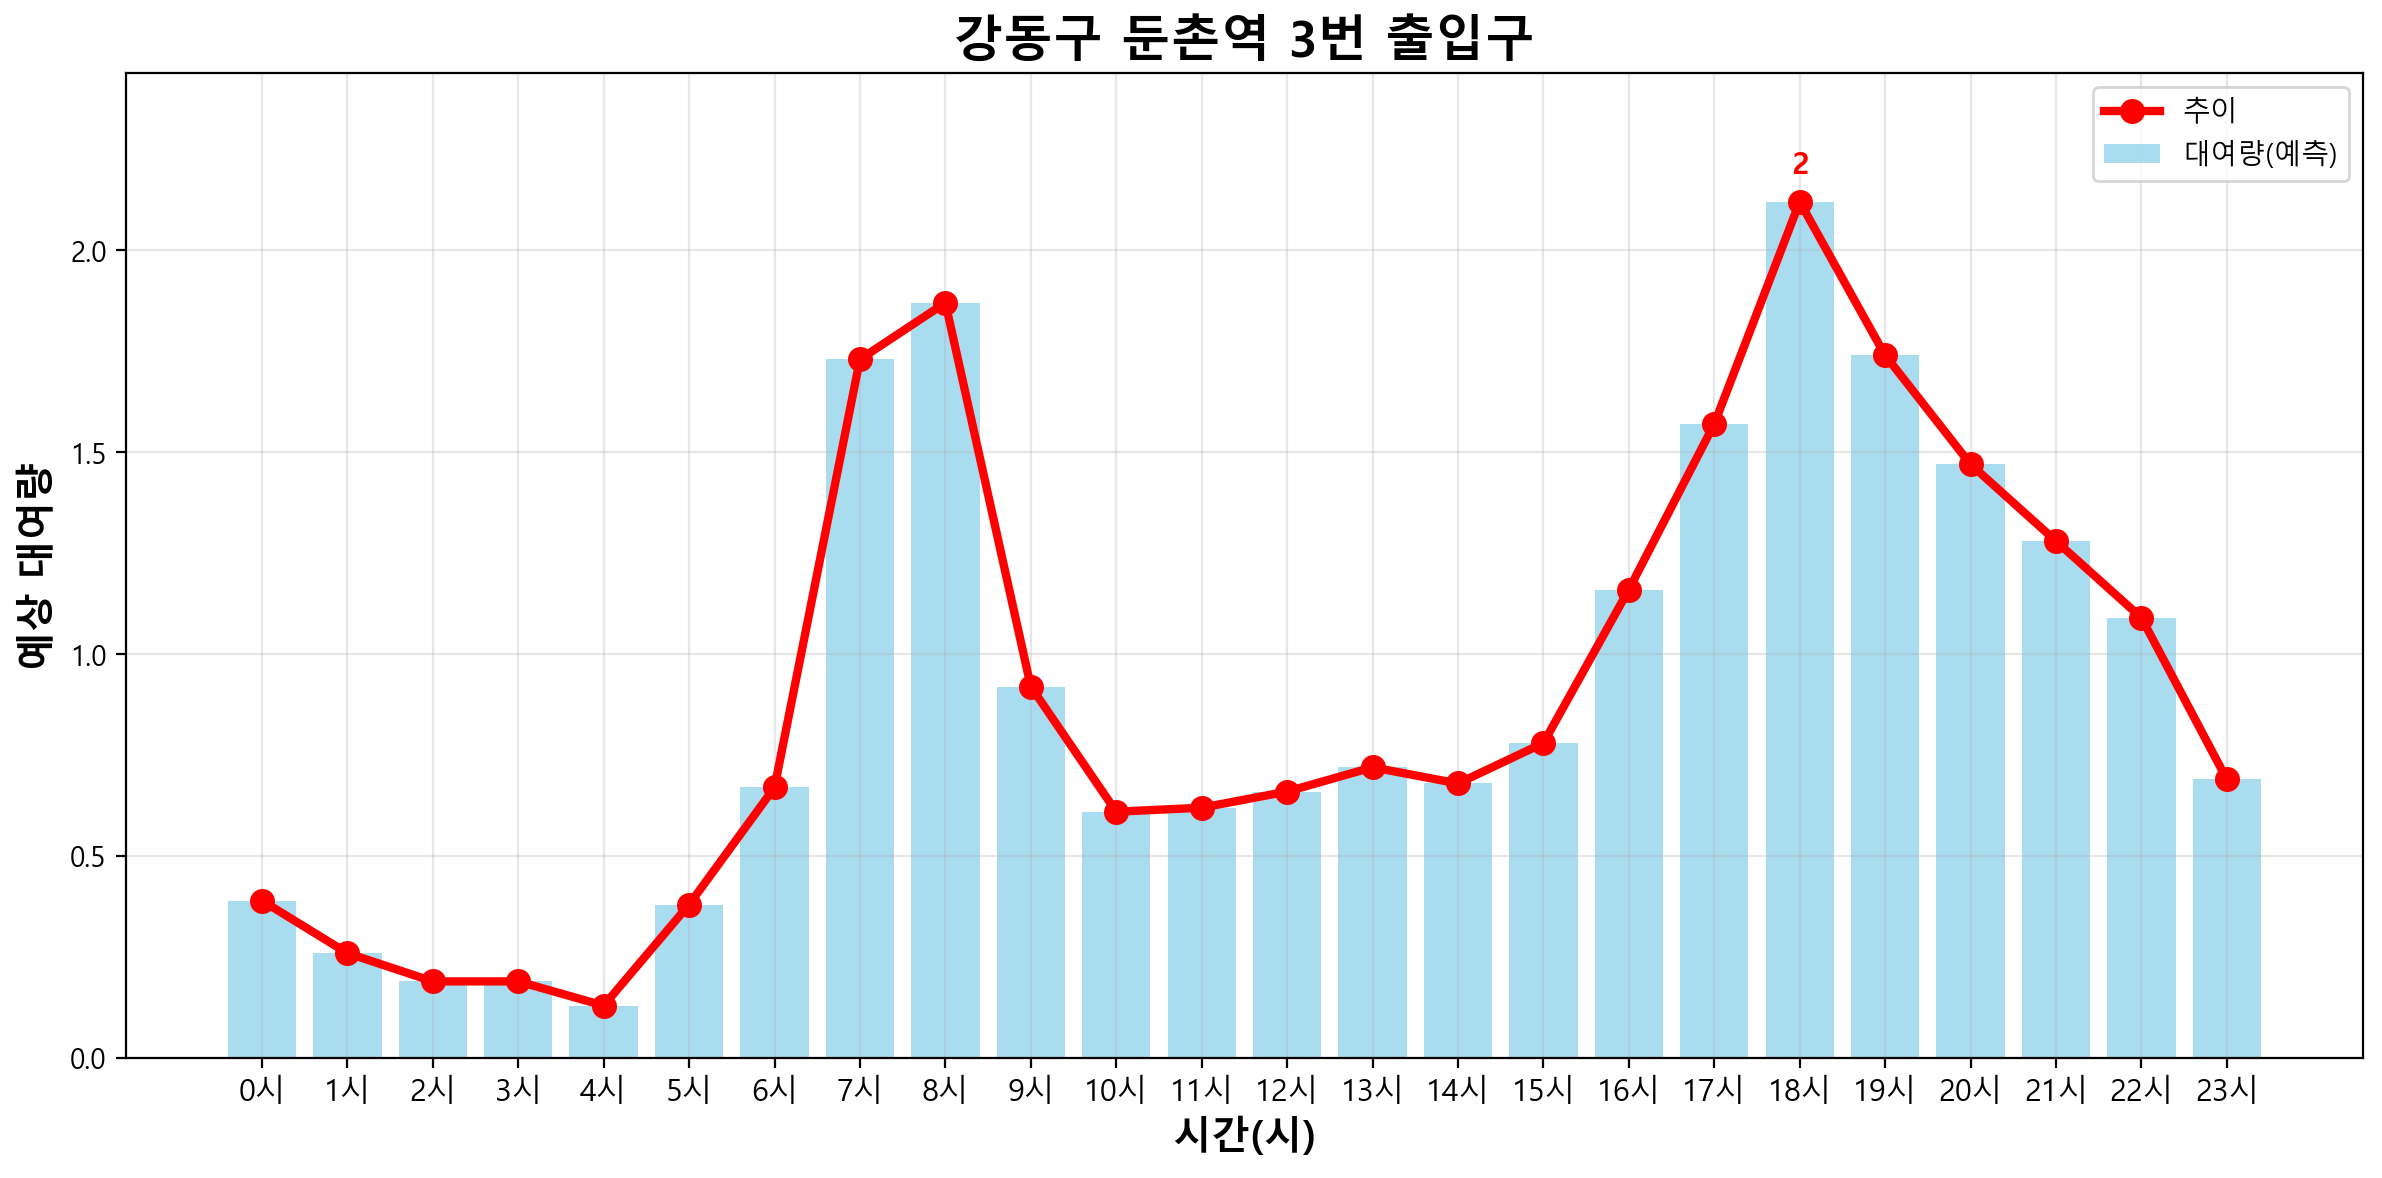 강동구 둔촌역 3번 출입구
추이
대여량(예측)
2
예상 대여량
2.0
1.5
1.0
0.5
0.0
0시 1시 2시 3시 4시 5시 6시 7시 8시 9시 10시 11시 12시 13시 14시 15시 16시 17시 18시 19시 20시 21시 22시 23시
시간(시)